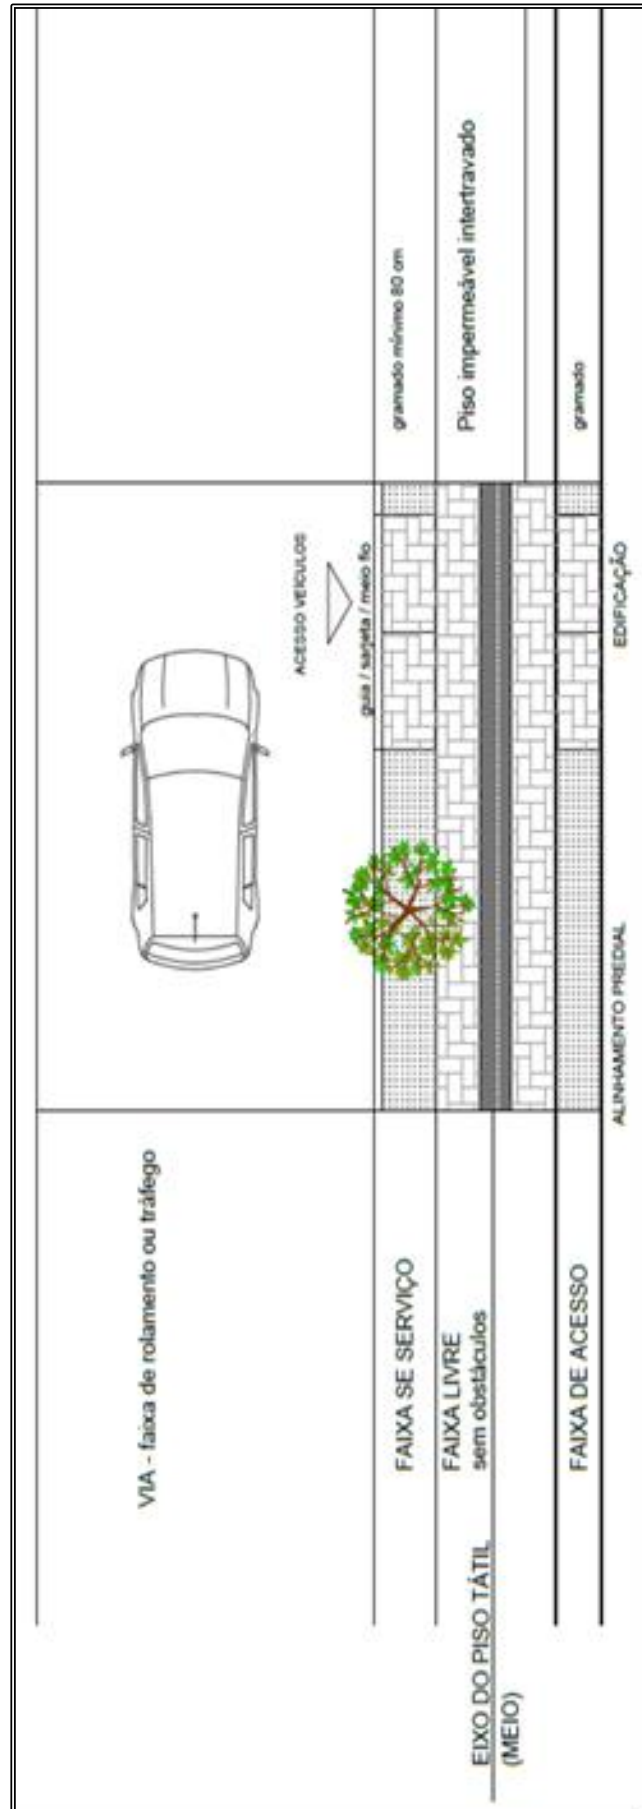 VIA - faixa de rolamento ou tráfego
ACESSO VEÍCULOS
guia / sarjeta / meio fio
FAIXA SE SERVIÇO
gramado mínimo 80 cm
FAIXA LIVRE
sem obstáculos
Piso impermeável intertravado
EIXO DO PISO TÁTIL
(MEIO)
FAIXA DE ACESSO
gramado
ALINHAMENTO PREDIAL
EDIFICAÇÃO